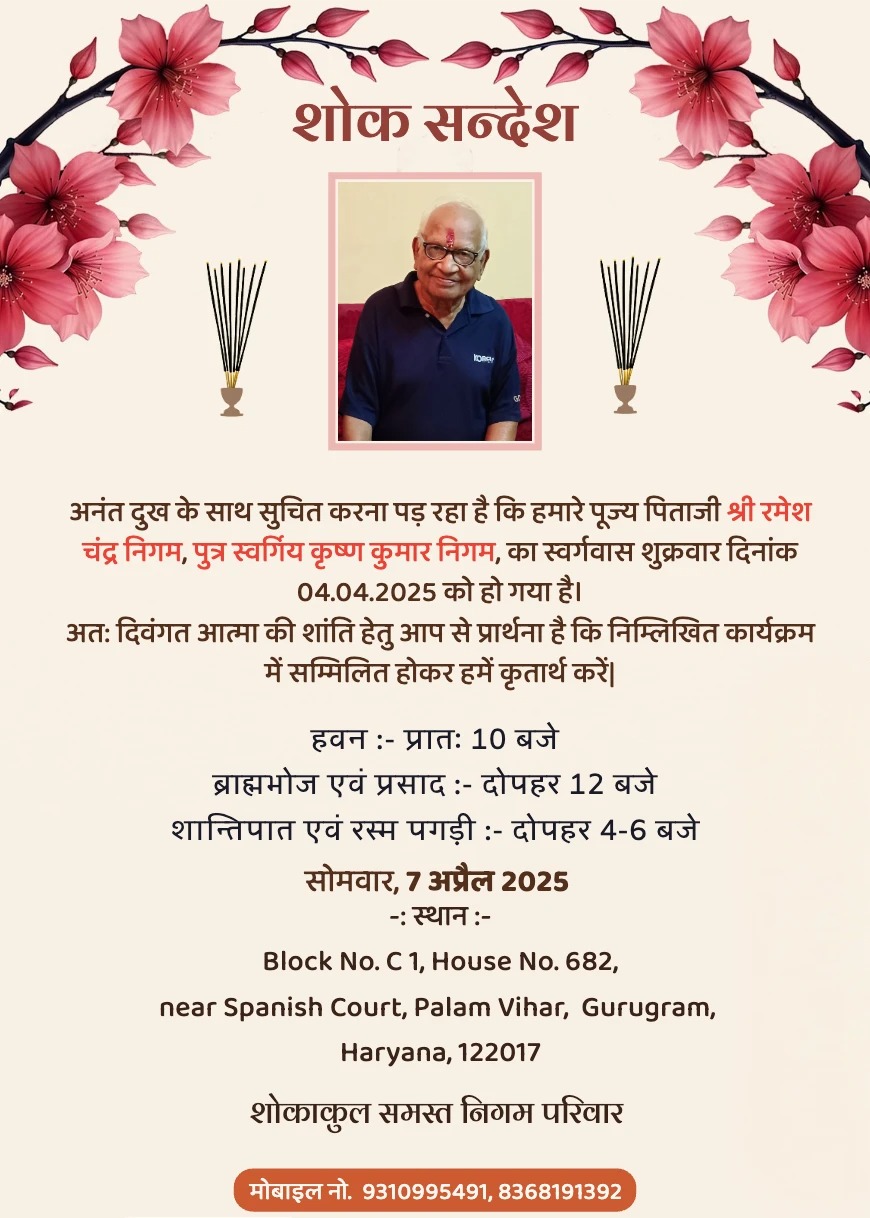 शोक सन्देश
अनंत दुख के साथ सुचित करना पड़ रहा है कि हमारे पूज्य पिताजी श्री रमेश
चंद्र निगम, पुत्र स्वर्गिय कृष्ण कुमार निगम, का स्वर्गवास शुक्रवार दिनांक
04.04.2025 को हो गया है।
अत: दिवंगत आत्मा की शांति हेतु आप से प्रार्थना है कि निम्लिखित कार्यक्रम
में सम्मिलित होकर हमें कृतार्थ करें|
हवन :- प्रातः 10 बजे
ब्राह्मभोज एवं प्रसाद :- दोपहर 12 बजे
शान्तिपात एवं रस्म पगड़ी :- दोपहर 4-6 बजे
सोमवार, 7 अप्रैल 2025
-: स्थान :-
Block No. C 1, House No. 682,
near Spanish Court, Palam Vihar, Gurugram,
Haryana, 122017
शोकाकुल समस्त निगम परिवार
मोबाइल नो. 9310995491, 8368191392